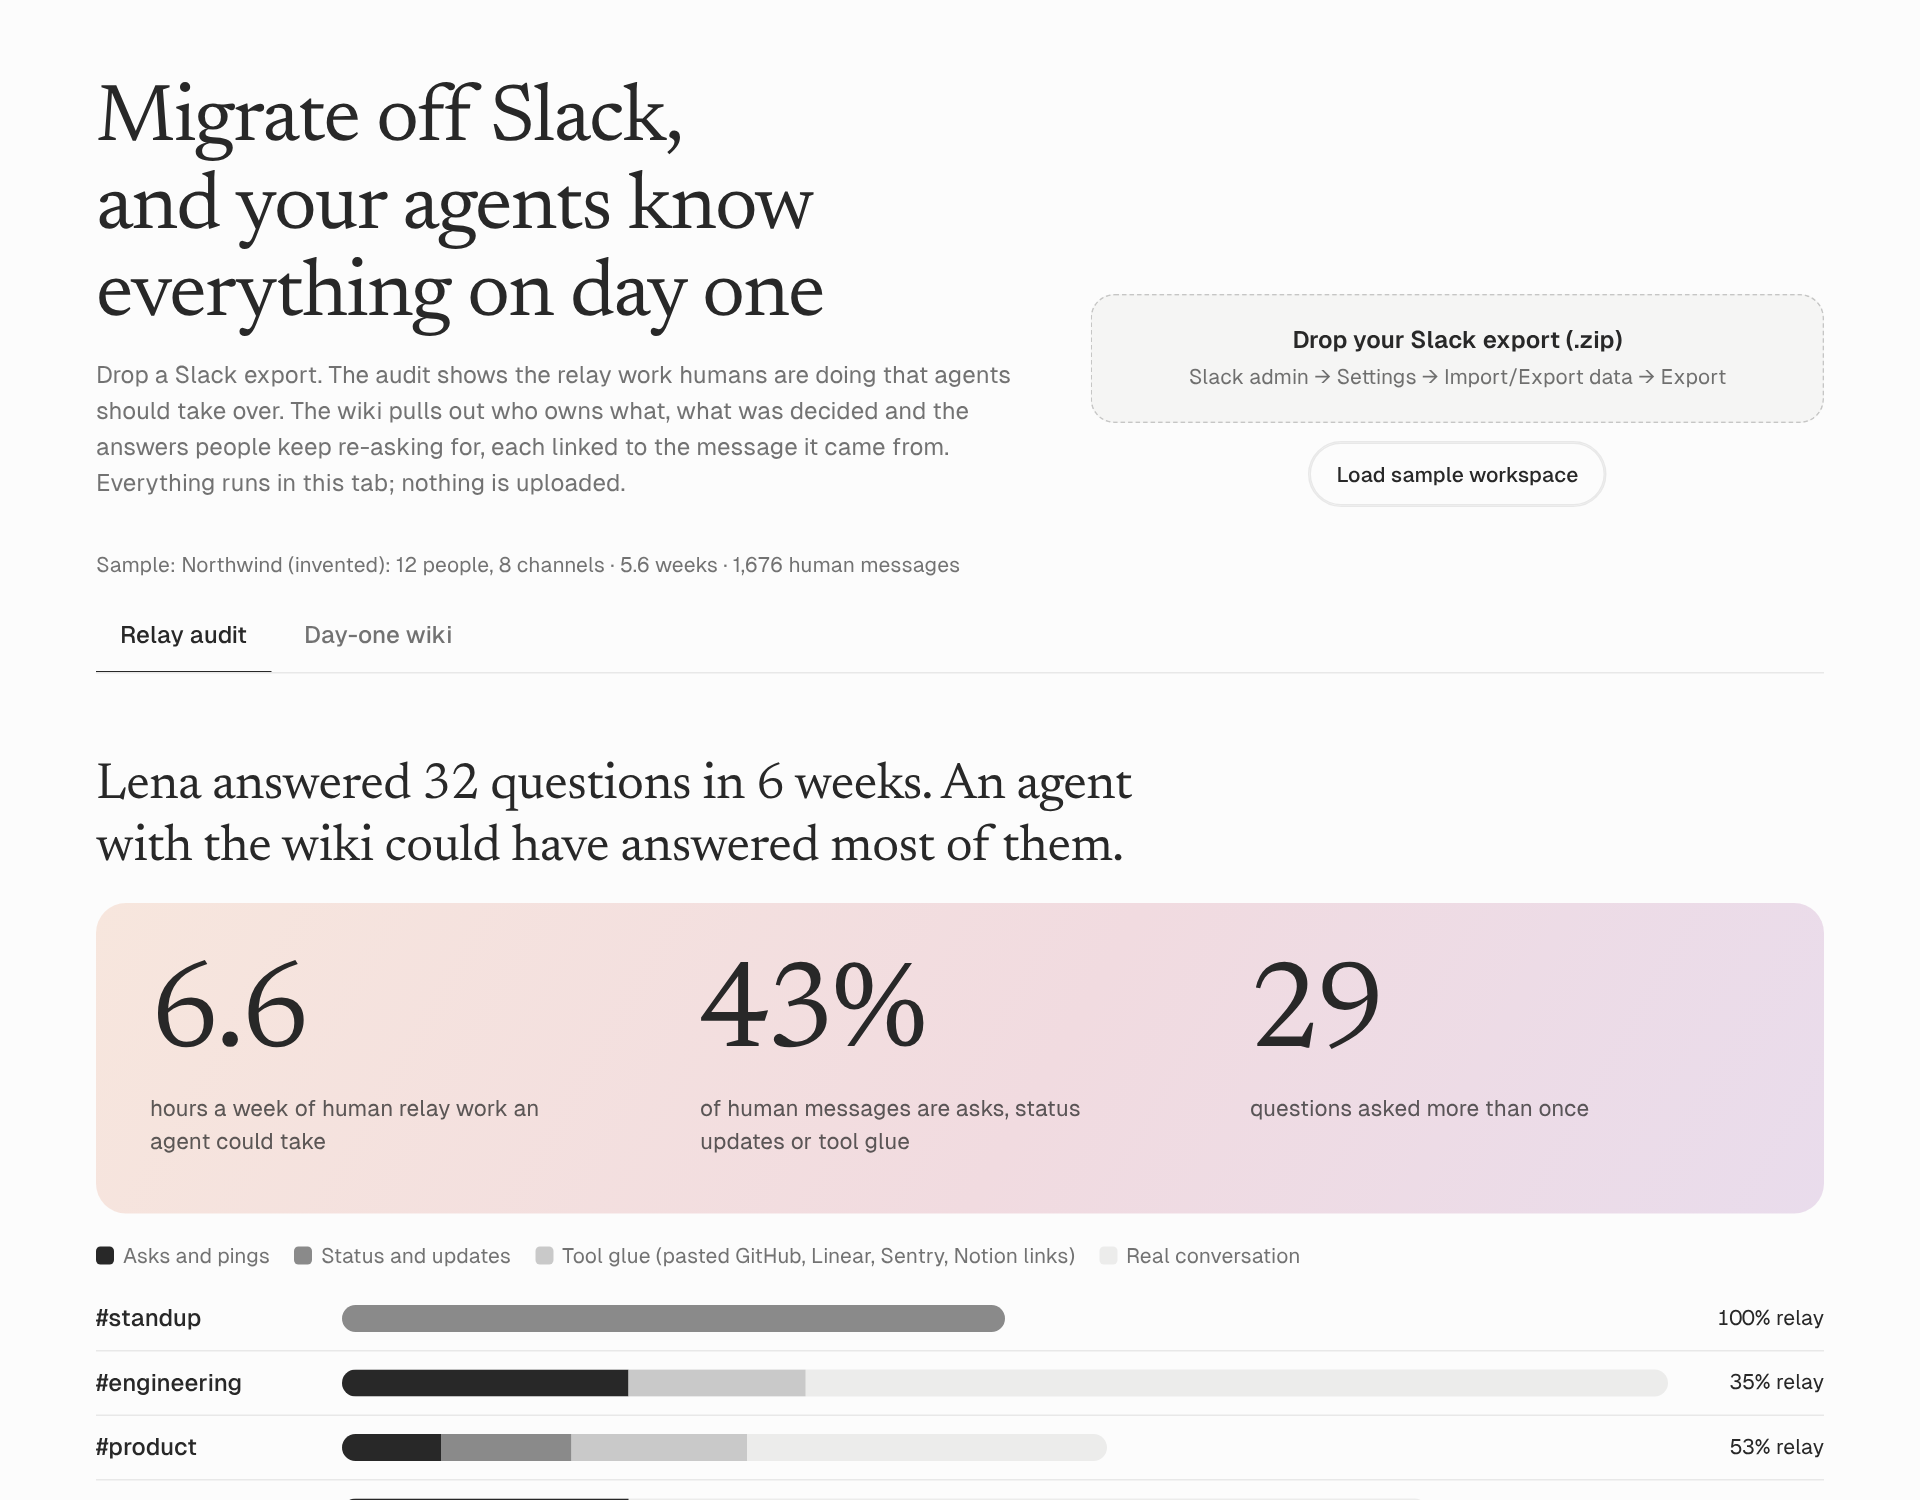 Migrate off Slack,
and your agents know
everything on day one
Drop a Slack export. The audit shows the relay work humans are doing that agents
should take over. The wiki pulls out who owns what, what was decided and the
answers people keep re-asking for, each linked to the message it came from.
Everything runs in this tab; nothing is uploaded.
Drop your Slack export (.zip)
Slack admin → Settings → Import/Export data → Export
Load sample workspace
Sample: Northwind (invented): 12 people, 8 channels · 5.6 weeks · 1,676 human messages
Relay audit
Day-one wiki
Lena answered 32 questions in 6 weeks. An agent
with the wiki could have answered most of them.
6.6
hours a week of human relay work an
agent could take
43%
of human messages are asks, status
updates or tool glue
29
questions asked more than once
Asks and pings
Status and updates
Tool glue (pasted GitHub, Linear, Sentry, Notion links)
Real conversation
#standup
100% relay
#engineering
35% relay
#product
53% relay